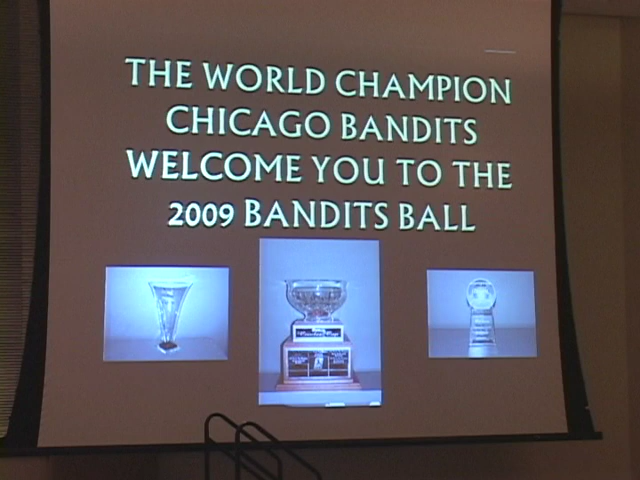 THE WORLD CHAMPION
CHICAGO BANDITS
WELCOME YOU TO THE
2009 BANDITS BALL